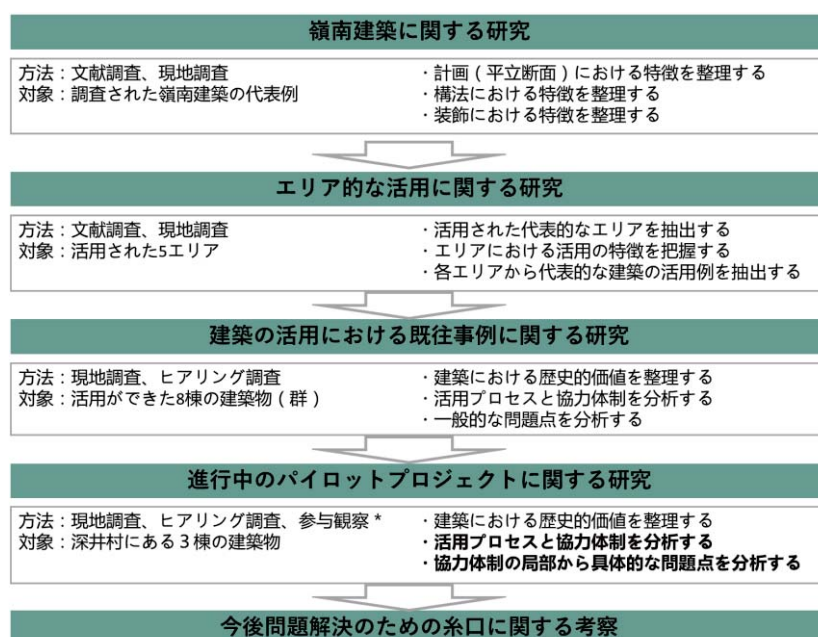 嶺南建築に関する研究
方法：文献調査、現地調査
対象：調査された嶺南建築の代表例
・計画（平立断面）における特徴を整理する
・構法における特徴を整理する
・装飾における特徴を整理する
エリア的な活用に関する研究
方法：文献調査、現地調査
対象：活用された5エリア
・活用された代表的なエリアを抽出する
・エリアにおける活用の特徴を把握する
・各エリアから代表的な建築の活用例を抽出する
建築の活用における既往事例に関する研究
方法：現地調査、ヒアリング調査
対象：活用ができた8棟の建築物（群）
・建築における歴史的価値を整理する
・活用プロセスと協力体制を分析する
・一般的な問題点を分析する
進行中のパイロットプロジェクトに関する研究
方法：現地調査、ヒアリング調査、参与観察 *
対象：深井村にある３棟の建築物
・建築における歴史的価値を整理する
・活用プロセスと協力体制を分析する
・協力体制の局部から具体的な問題点を分析する
今後問題解決のための糸口に関する考察